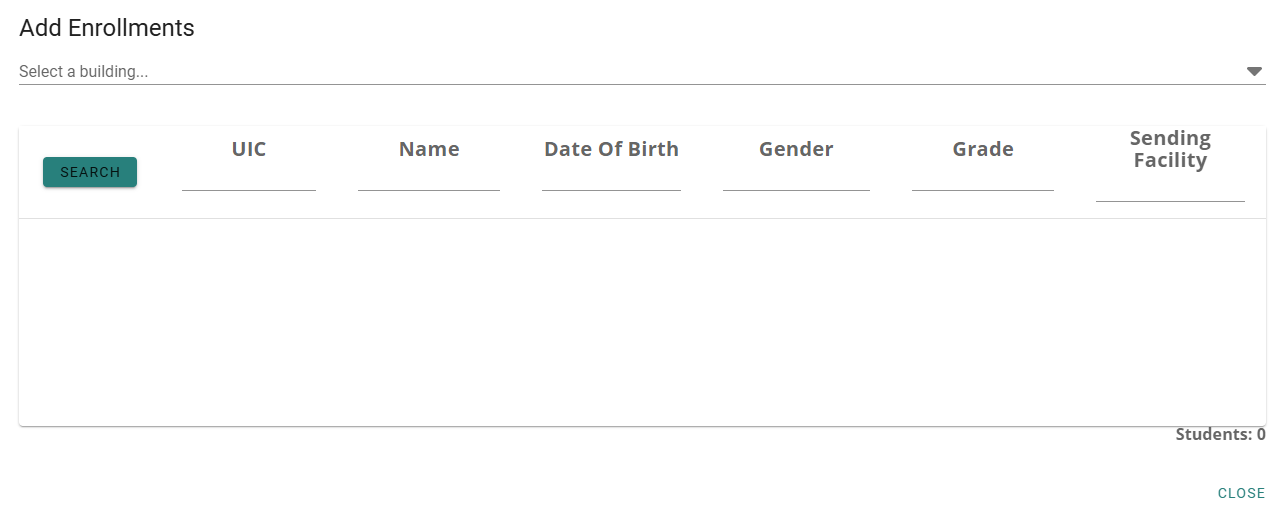 Add Enrollments
Select a building...
SEARCH
UIC
Name
Date Of Birth
Gender
Grade
Sending
Facility
Students: 0
CLOSE